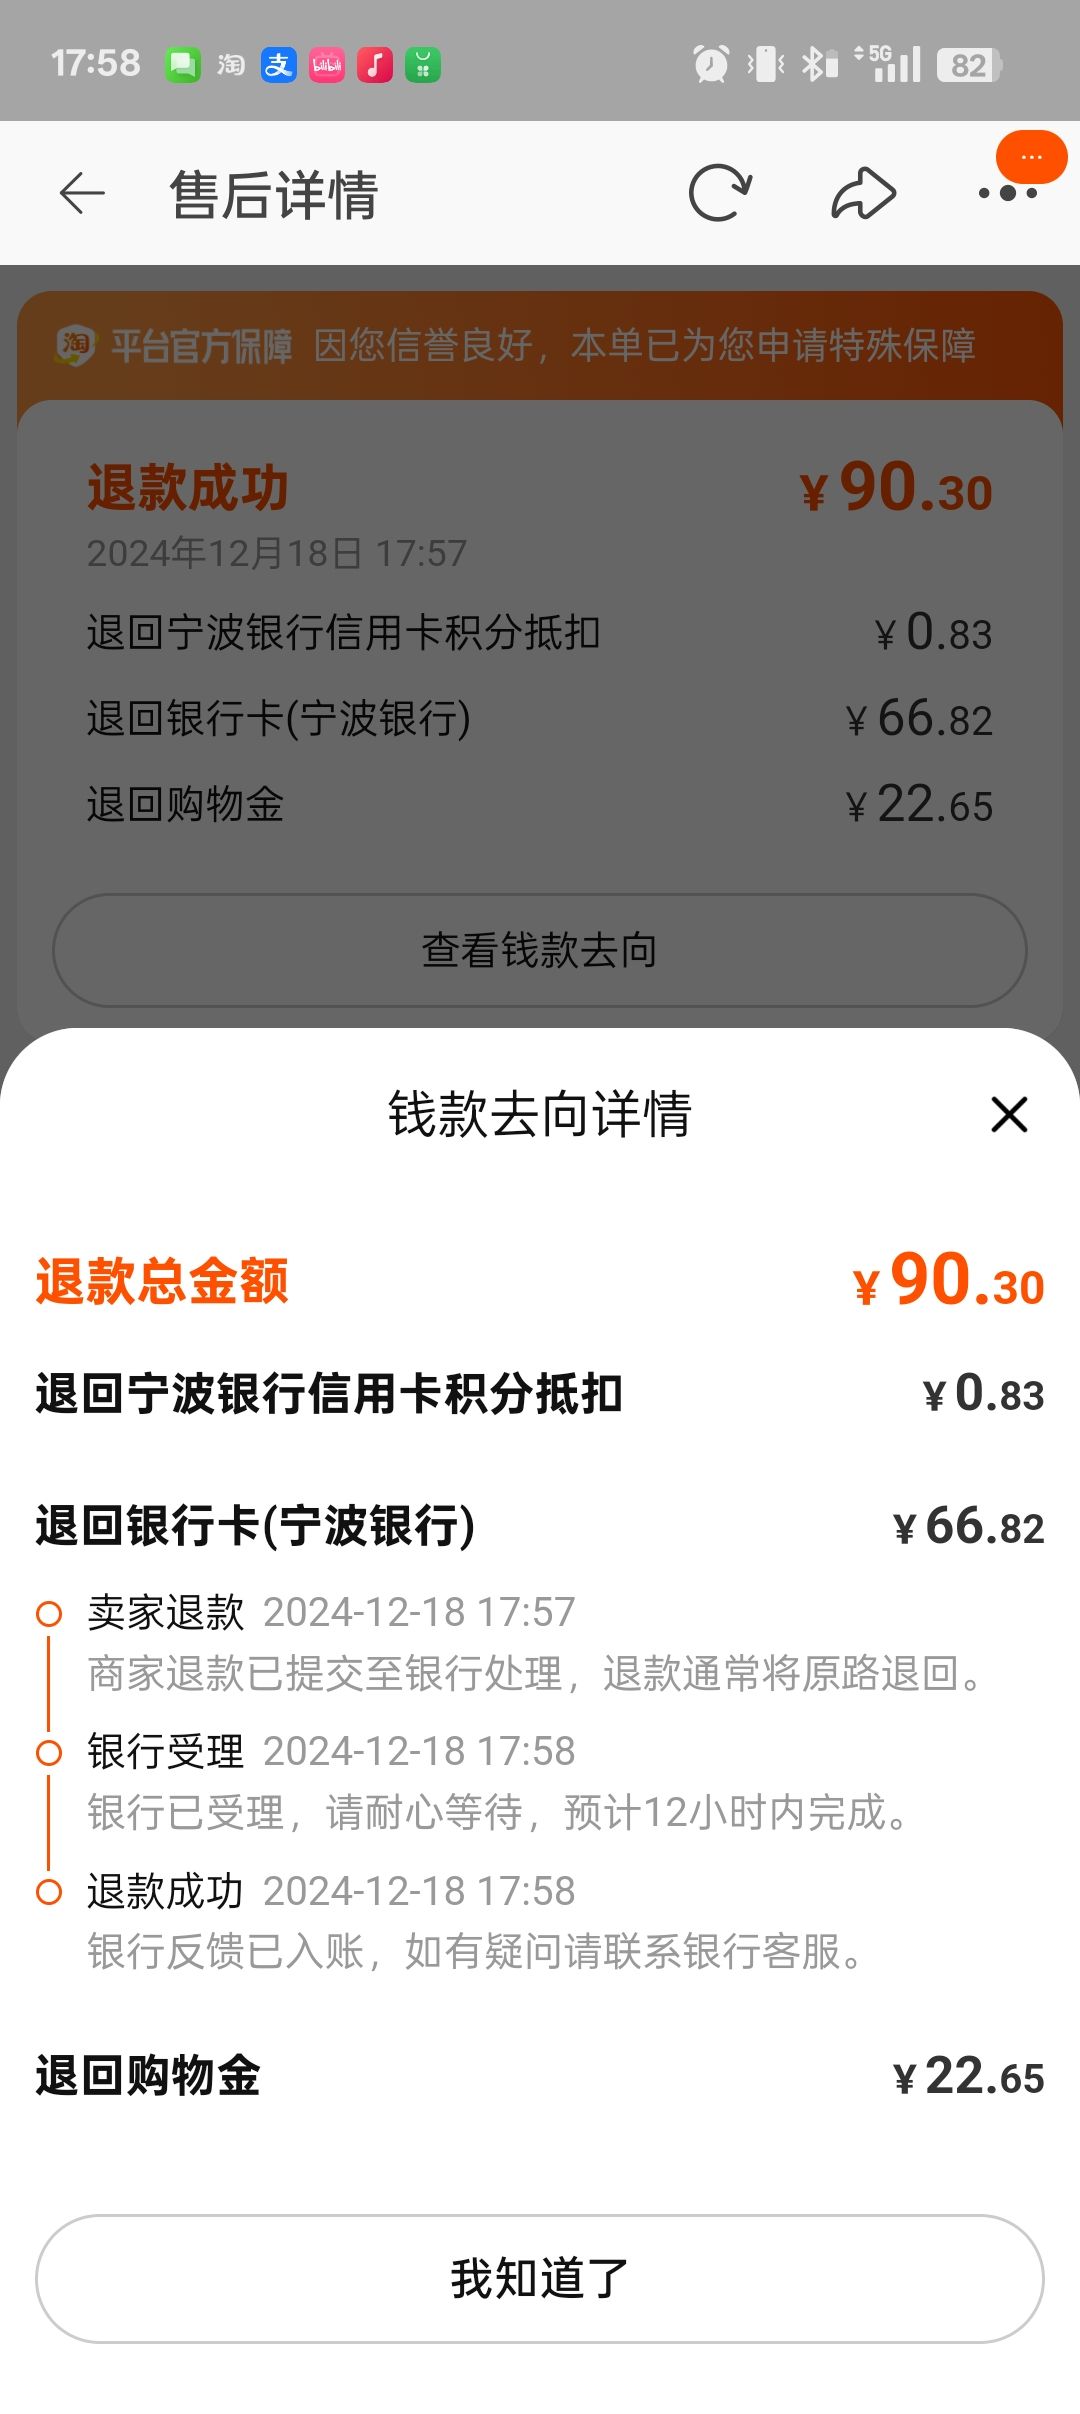 17:58 淘 支 bilibili 5G 82
售后详情
淘 平台官方保障 因您信誉良好，本单已为您申请特殊保障
退款成功 ¥90.30
2024年12月18日 17:57
退回宁波银行信用卡积分抵扣 ¥0.83
退回银行卡(宁波银行) ¥66.82
退回购物金 ¥22.65
查看钱款去向
钱款去向详情
退款总金额 ¥90.30
退回宁波银行信用卡积分抵扣 ¥0.83
退回银行卡(宁波银行) ¥66.82
卖家退款 2024-12-18 17:57
商家退款已提交至银行处理，退款通常将原路退回。
银行受理 2024-12-18 17:58
银行已受理，请耐心等待，预计12小时内完成。
退款成功 2024-12-18 17:58
银行反馈已入账，如有疑问请联系银行客服。
退回购物金 ¥22.65
我知道了